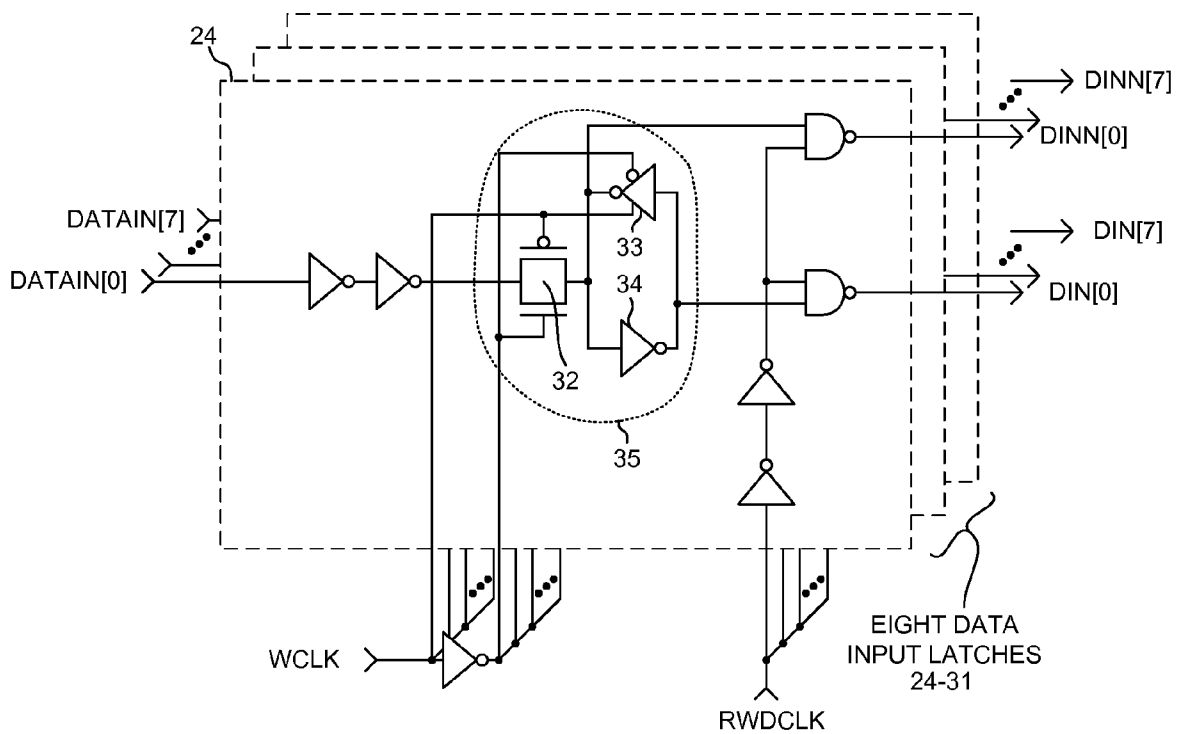 24
DINN[7]
DINN[0]
DATAIN[7]
DATAIN[0]
33
34
32
35
DIN[7]
DIN[0]
WCLK
RWDCLK
EIGHT DATA
INPUT LATCHES
24-31